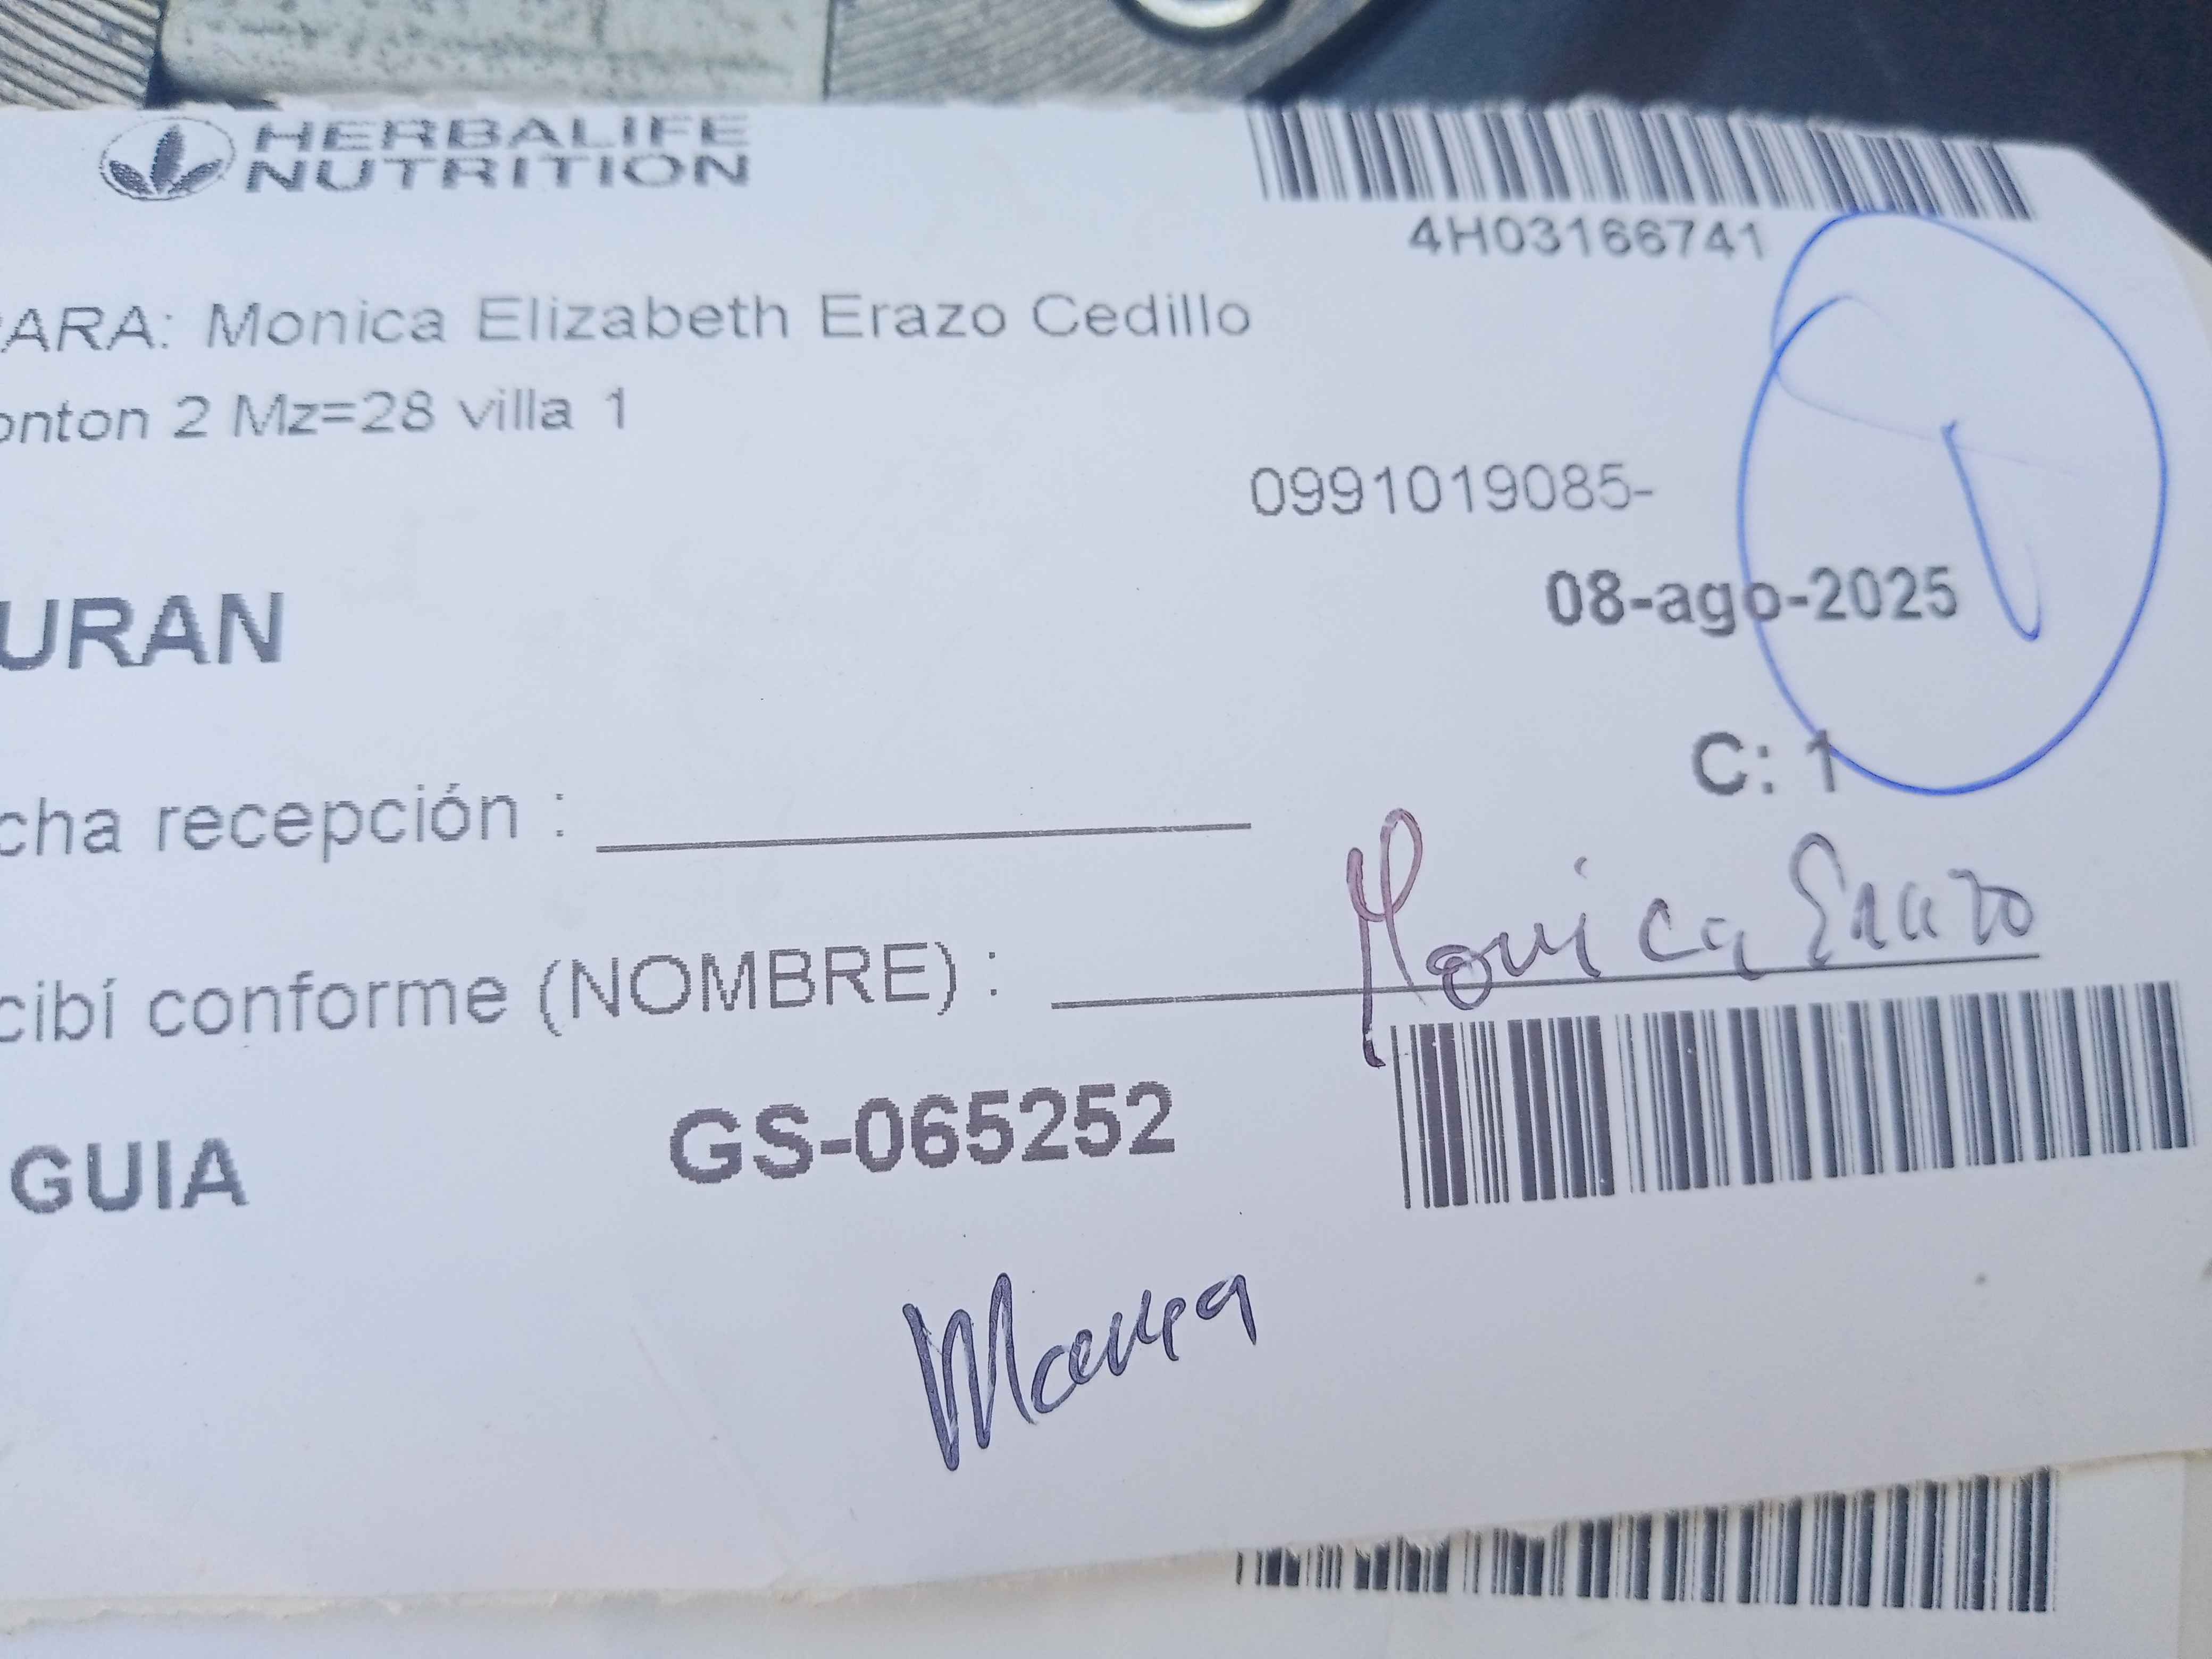 HERBALIFE
NUTRITION
4H03166741
ARA: Monica Elizabeth Erazo Cedillo
onton 2 Mz=28 villa 1
0991019085-
URAN
08-ago-2025
C: 1
cha recepción :
cibí conforme (NOMBRE) : Monica Erazo
GUIA GS-065252